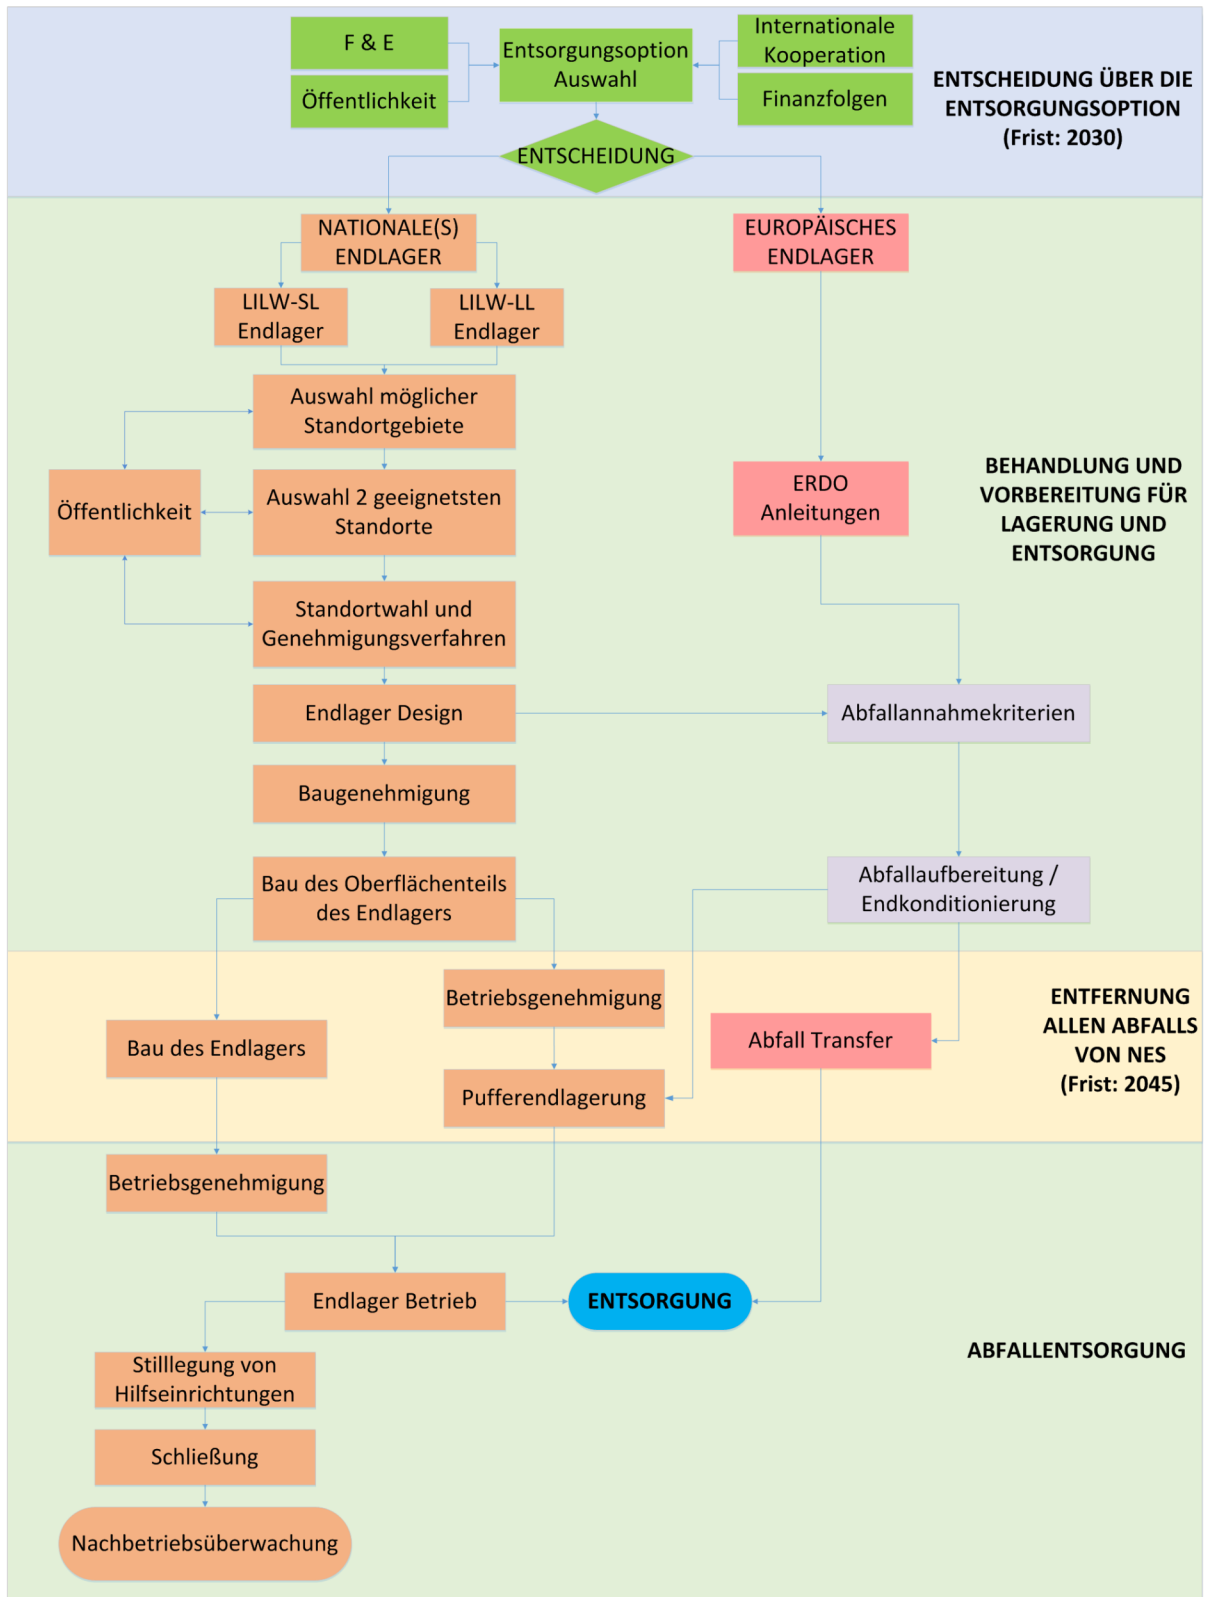 F & E
Öffentlichkeit
Entsorgungsoption
Auswahl
Internationale
Kooperation
Finanzfolgen
ENTSCHEIDUNG ÜBER DIE
ENTSORGUNGSOPTION
(Frist: 2030)
ENTSCHEIDUNG
NATIONALE(S)
ENDLAGER
EUROPÄISCHES
ENDLAGER
LILW-SL
Endlager
LILW-LL
Endlager
Auswahl möglicher
Standortgebiete
Öffentlichkeit
Auswahl 2 geeignetsten
Standorte
ERDO
Anleitungen
BEHANDLUNG UND
VORBEREITUNG FÜR
LAGERUNG UND
ENTSORGUNG
Standortwahl und
Genehmigungsverfahren
Endlager Design
Abfallannahmekriterien
Baugenehmigung
Bau des Oberflächenteils
des Endlagers
Abfallaufbereitung /
Endkonditionierung
Betriebsgenehmigung
Bau des Endlagers
Abfall Transfer
Pufferendlagerung
ENTFERNUNG
ALLEN ABFALLS
VON NES
(Frist: 2045)
Betriebsgenehmigung
Endlager Betrieb
ENTSORGUNG
ABFALLENTSORGUNG
Stilllegung von
Hilfseinrichtungen
Schließung
Nachbetriebsüberwachung